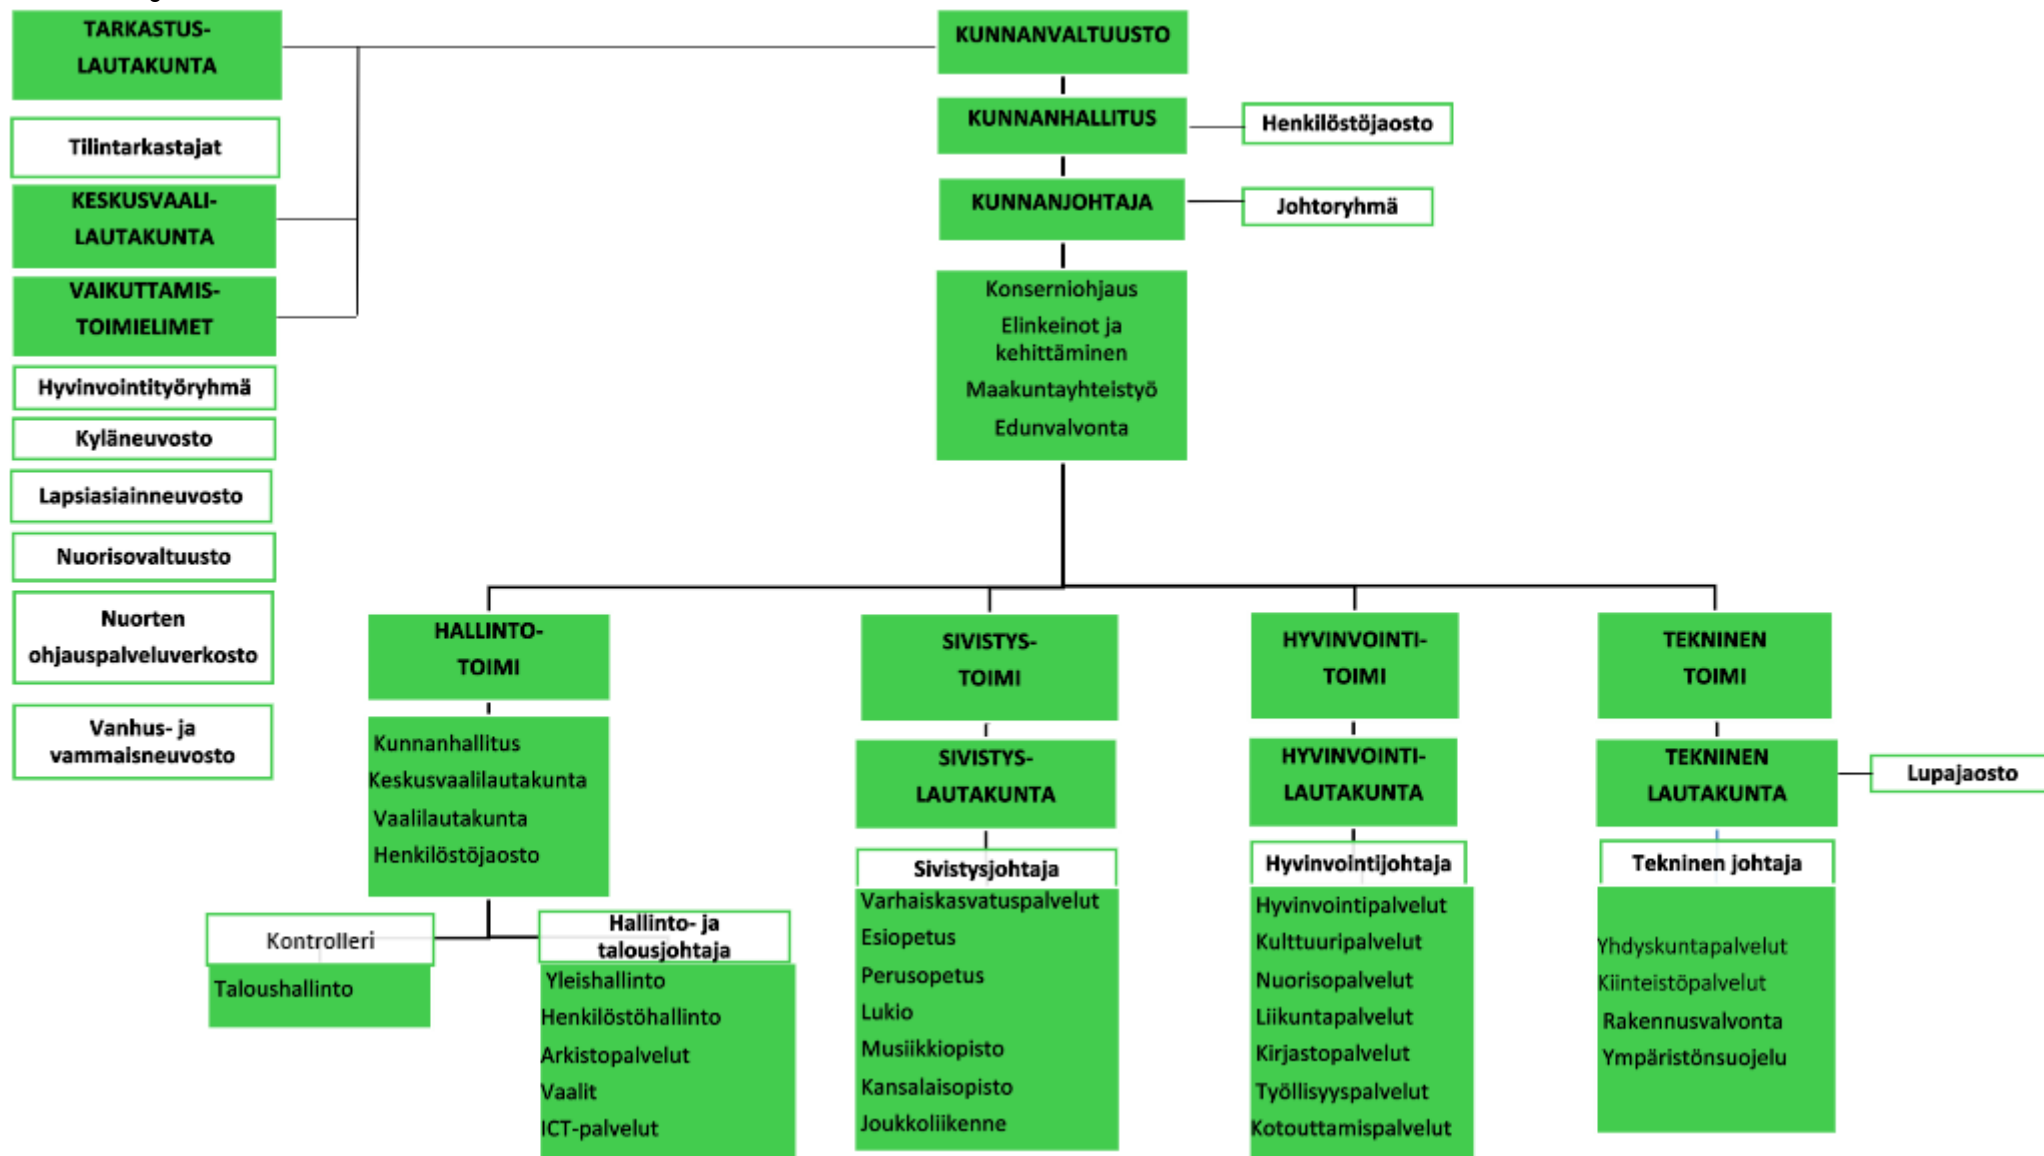 TARKASTUS-
LAUTAKUNTA
Tilintarkastajat
KESKUSVAALI-
LAUTAKUNTA
VAIKUTTAMIS-
TOIMIELIMET
Hyvinvointityöryhmä
Kyläneuvosto
Lapsiasiainneuvosto
Nuorisovaltuusto
Nuorten
ohjauspalveluverkosto
Vanhus- ja
vammaisneuvosto
KUNNANVALTUUSTO
KUNNANHALLITUS
Henkilöstöjaosto
KUNNANJOHTAJA
Johtoryhmä
Konserniohjaus
Elinkeinot ja
kehittäminen
Maakuntayhteistyö
Edunvalvonta
HALLINTO-
TOIMI
Kunnanhallitus
Keskusvaalilautakunta
Vaalilautakunta
Henkilöstöjaosto
Kontrolleri
Taloushallinto
Hallinto- ja
talousjohtaja
Yleishallinto
Henkilöstöhallinto
Arkistopalvelut
Vaalit
ICT-palvelut
SIVISTYS-
TOIMI
SIVISTYS-
LAUTAKUNTA
Sivistysjohtaja
Varhaiskasvatuspalvelut
Esiopetus
Perusopetus
Lukio
Musiikkiopisto
Kansalaisopisto
Joukkoliikenne
HYVINVOINTI-
TOIMI
HYVINVOINTI-
LAUTAKUNTA
Hyvinvointijohtaja
Hyvinvointipalvelut
Kulttuuripalvelut
Nuorisopalvelut
Liikuntapalvelut
Kirjastopalvelut
Työllisyyspalvelut
Kotouttamispalvelut
TEKNINEN
TOIMI
TEKNINEN
LAUTAKUNTA
Lupajaosto
Tekninen johtaja
Yhdyskuntapalvelut
Kiinteistöpalvelut
Rakennusvalvonta
Ympäristönsuojelu